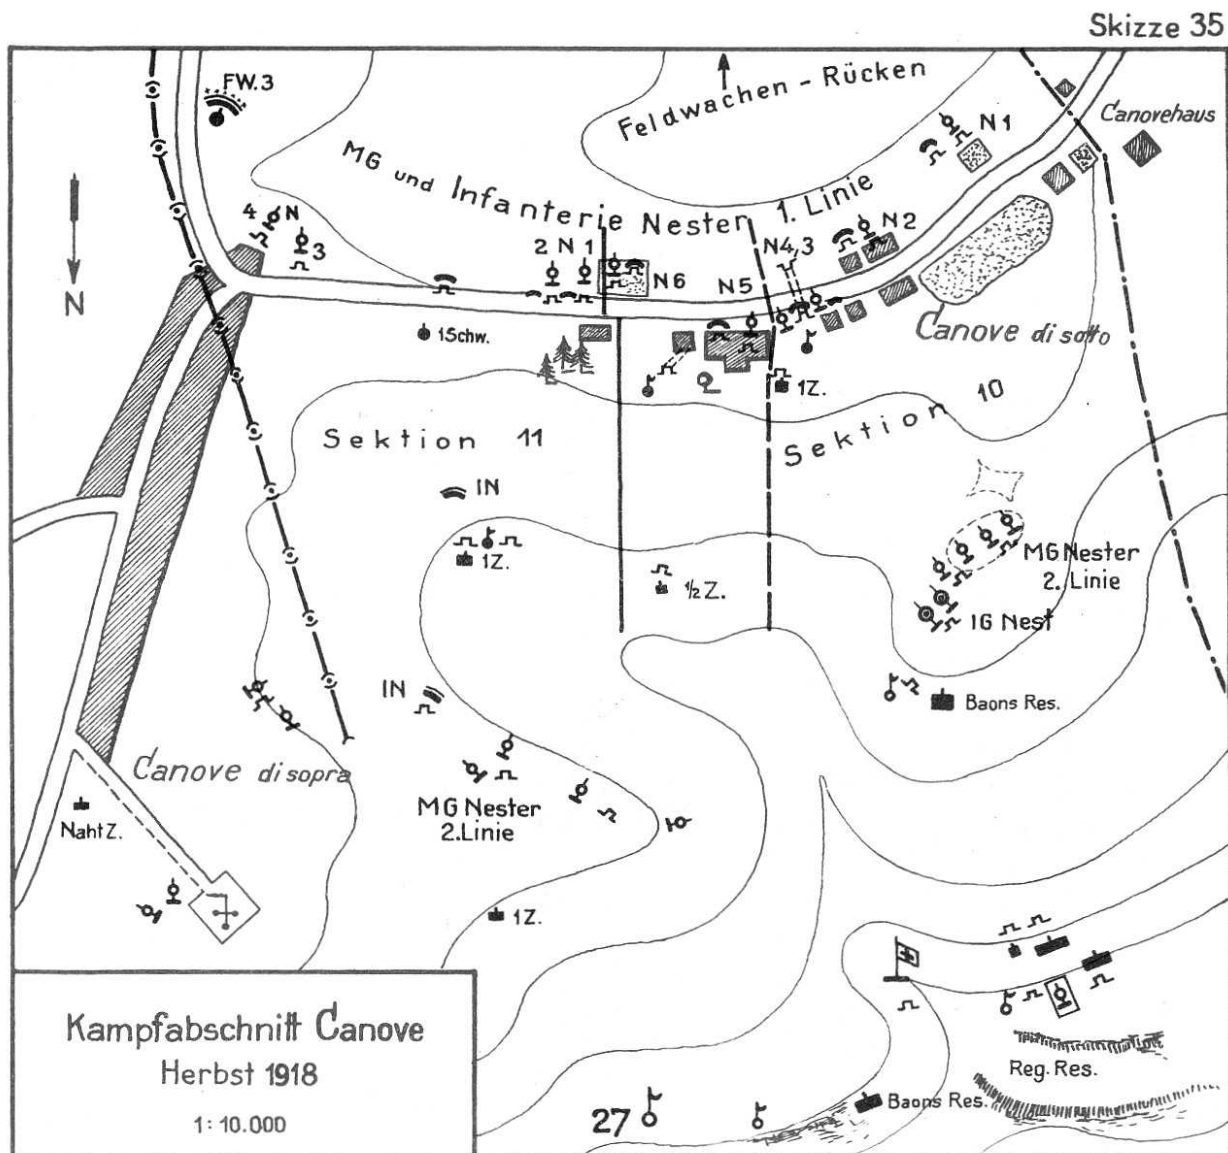 Skizze 35
FW.3
Feldwachen - Rücken
Canovehaus
N1
MG und Infanterie Nester 1. Linie
4 N
3
2 N 1
N6
N5
N4,3
N2
N
1Schw.
Canove di sotto
1Z.
Sektion 11
Sektion 10
IN
1Z.
1/2 Z.
MG Nester
2. Linie
IG Nest
IN
Baons Res.
Canove di sopra
MG Nester
2. Linie
Naht Z.
1Z.
Kampfabschnitt Canove
Herbst 1918
1:10.000
Reg. Res.
Baons Res.
27